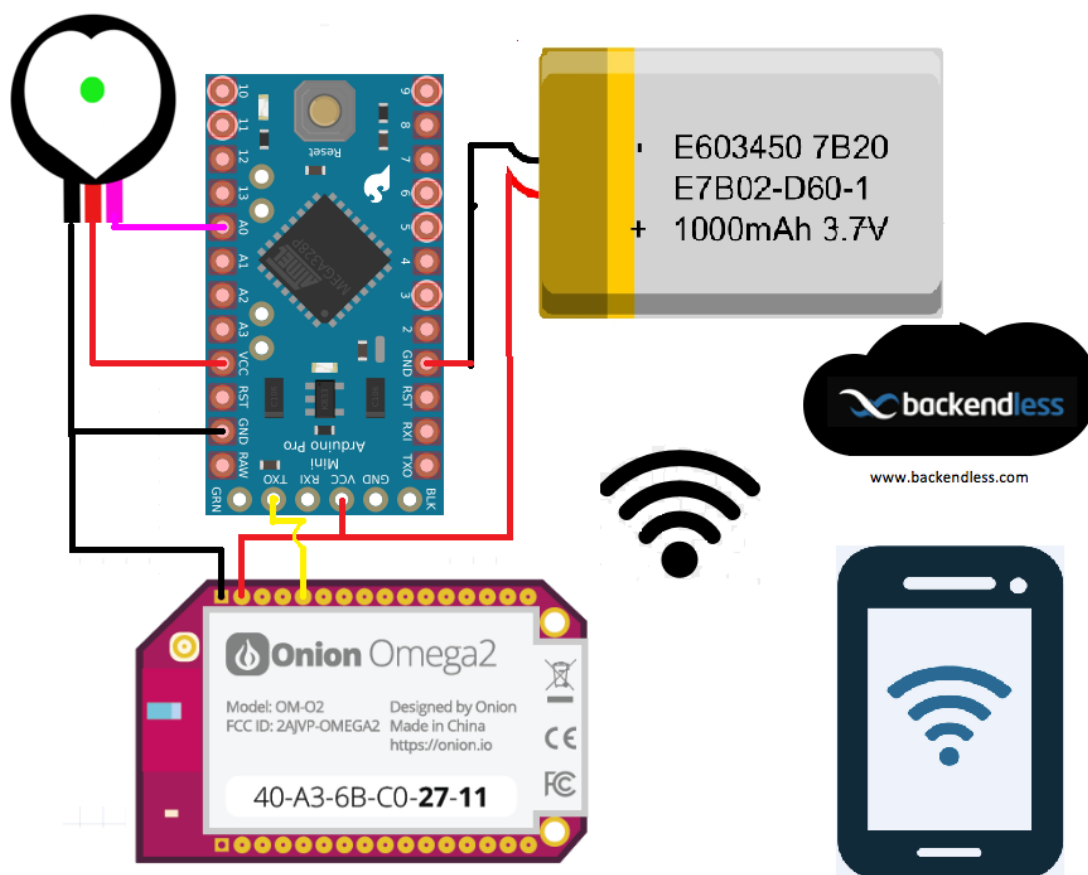 10
11
12
13
A0
A1
A2
A3
VCC
RST
GND
RAW
9
8
7
6
5
4
3
2
GND
RST
RXI
TXO
Reset
MEGA328P
Arduino Pro
Mini
GRN
TXO
RXI
VCC
GND
BLK
- E603450 7B20
E7B02-D60-1
+ 1000mAh 3.7V
backendless
www.backendless.com
Onion Omega2
Model: OM-O2
FCC ID: 2AJVP-OMEGA2
Designed by Onion
Made in China
https://onion.io
CE
FC
40-A3-6B-C0-27-11